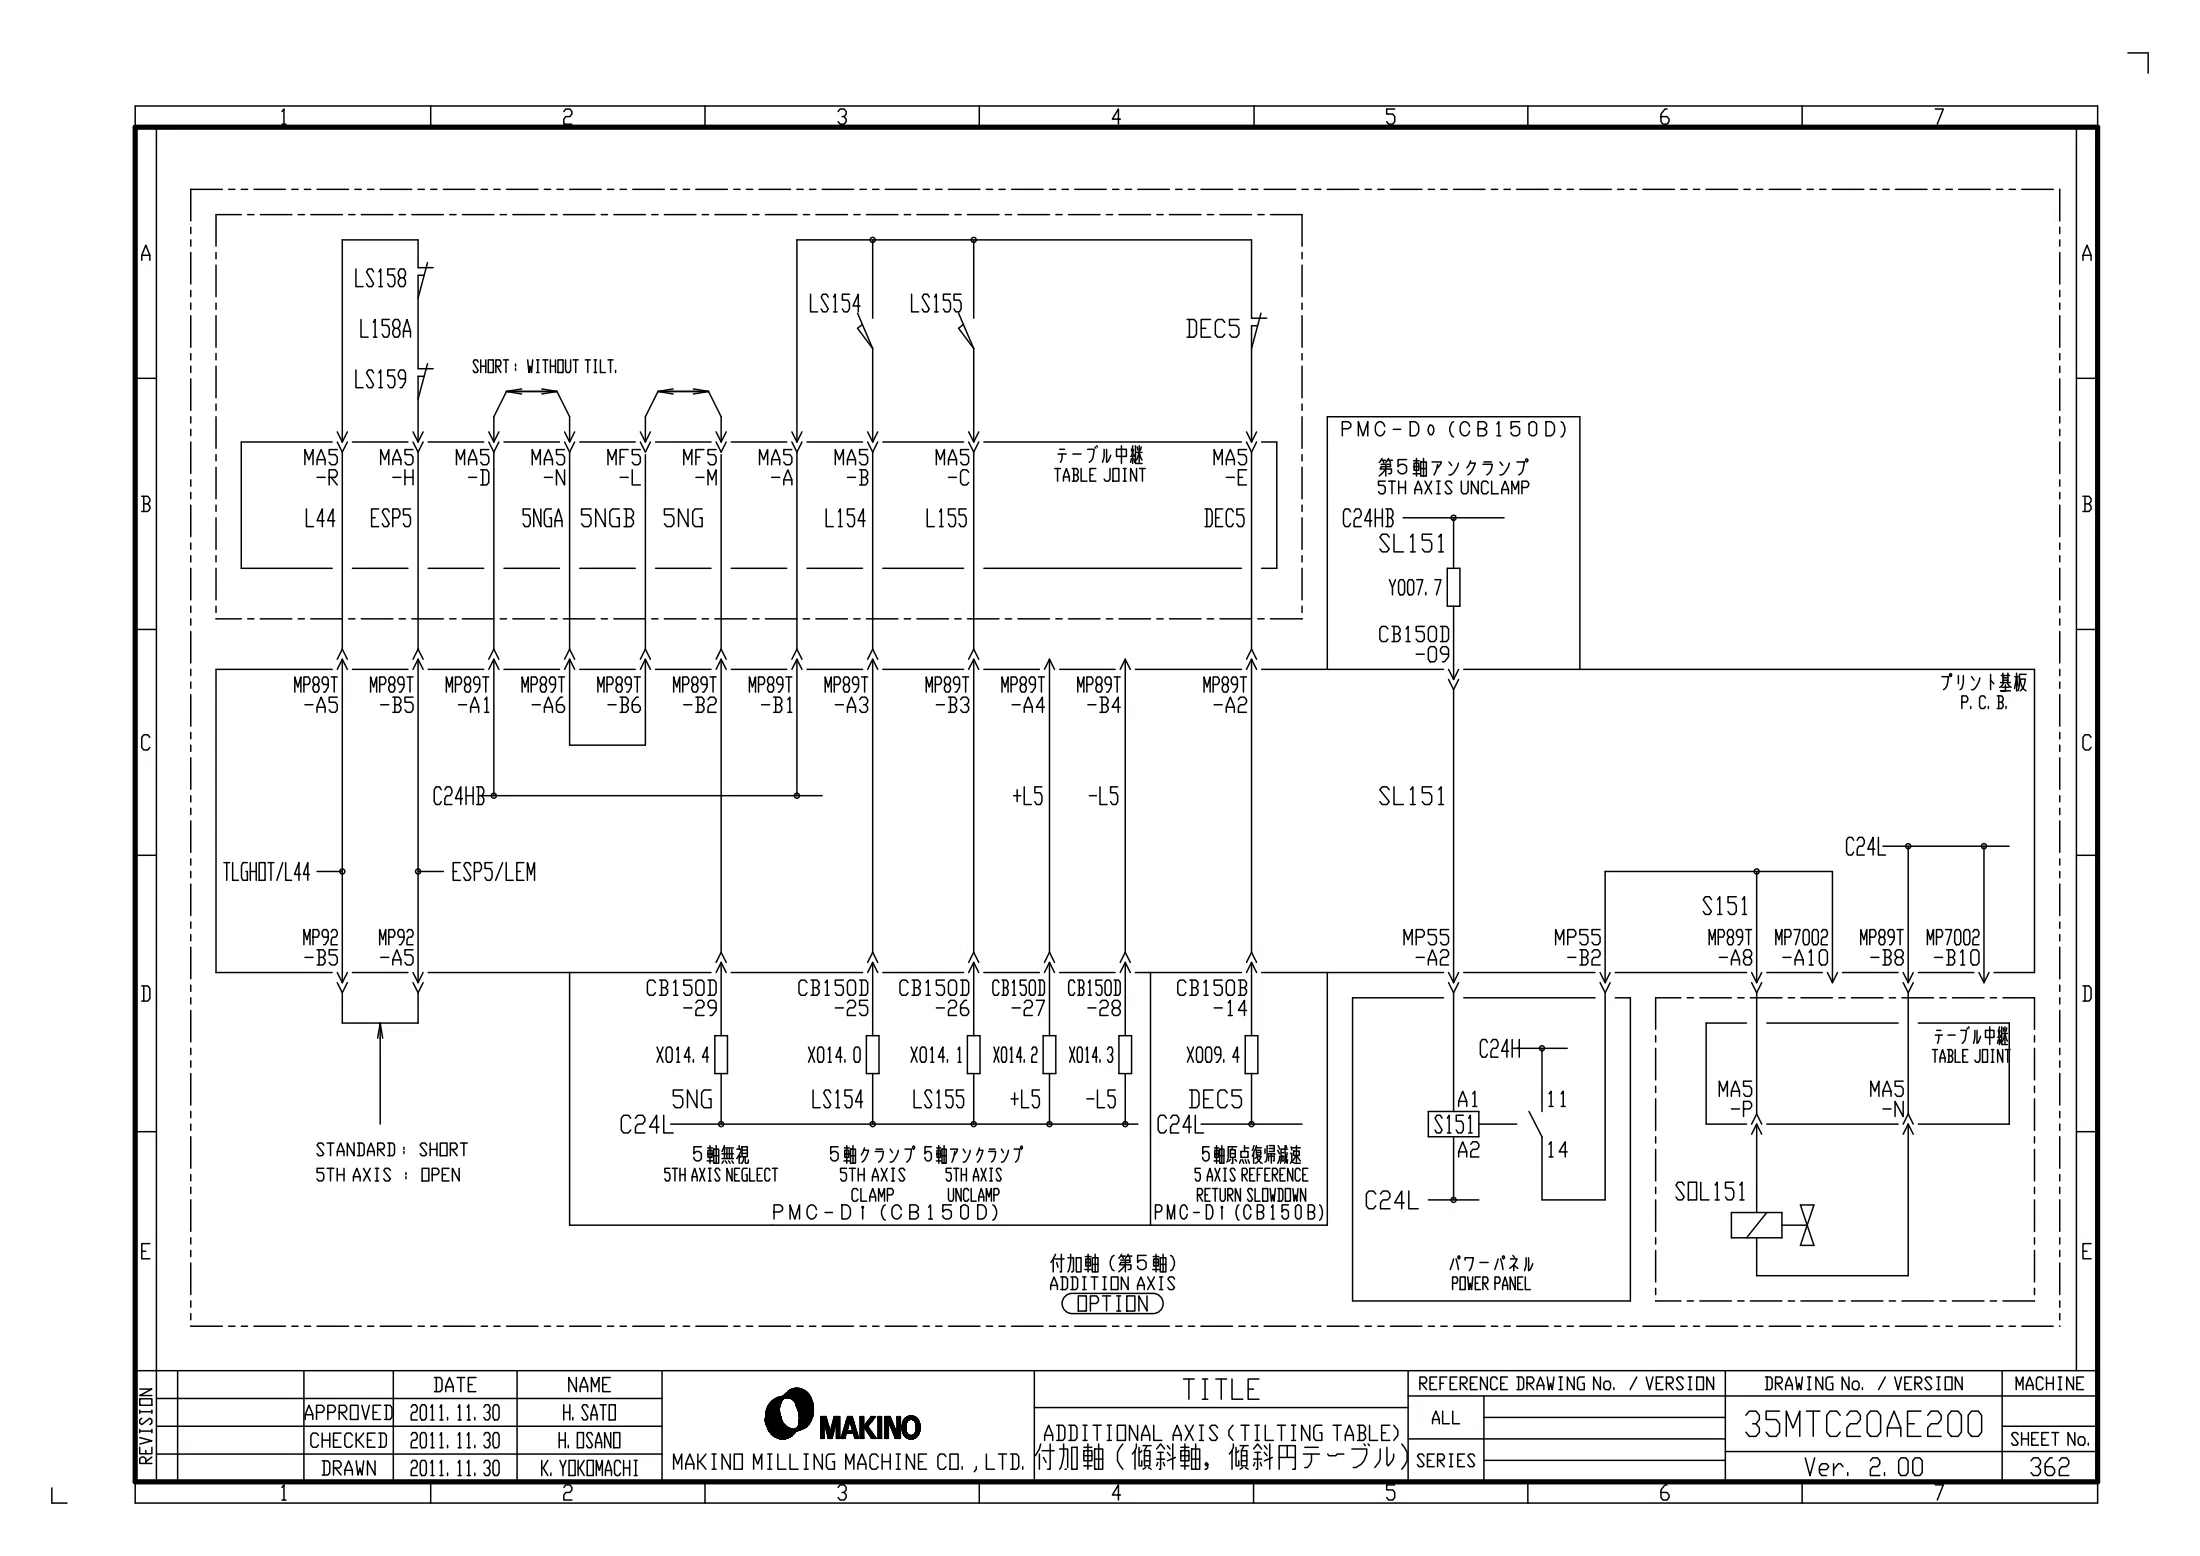 1 2 3 4 5 6 7
A A
LS158
LS154 LS155
L158A DEC5
SHORT: WITHOUT TILT.
LS159
PMC-Do (CB150D)
MA5 MA5 MA5 MA5 MF5 MF5 MA5 MA5 MA5 テーブル中継 MA5
-R -H -D -N -L -M -A -B -C TABLE JOINT -E
第5軸アンクランプ
5TH AXIS UNCLAMP
B B
L44 ESP5 5NGA 5NGB 5NG L154 L155 DEC5
C24HB
SL151
Y007.7
CB150D
-09
MP89T MP89T MP89T MP89T MP89T MP89T MP89T MP89T MP89T MP89T MP89T MP89T
-A5 -B5 -A1 -A6 -B6 -B2 -B1 -A3 -B3 -A4 -B4 -A2
プリント基板
P. C. B.
C C
C24HB +L5 -L5 SL151
C24L
TLGHOT/L44 ESP5/LEM
S151
MP92 MP92 MP55 MP55 MP89T MP7002 MP89T MP7002
-B5 -A5 -A2 -B2 -A8 -A10 -B8 -B10
D D
CB150D CB150D CB150D CB150D CB150D CB150B
-29 -25 -26 -27 -28 -14
X014.4 X014.0 X014.1 X014.2 X014.3 X009.4
C24H
テーブル中継
TABLE JOINT
5NG LS154 LS155 +L5 -L5 DEC5
C24L C24L
A1
S151
A2
11
14
MA5 MA5
-P -N
STANDARD: SHORT
5TH AXIS : OPEN
5軸無視 5軸クランプ 5軸アンクランプ 5軸原点復帰減速
5TH AXIS NEGLECT 5TH AXIS 5TH AXIS 5 AXIS REFERENCE
CLAMP UNCLAMP RETURN SLOWDOWN
PMC-Di (CB150D) PMC-Di (CB150B)
C24L
SOL151
E E
付加軸（第5軸）
ADDITION AXIS
OPTION
パワーパネル
POWER PANEL
REVISION
DATE NAME
APPROVED 2011. 11. 30 H. SATO
CHECKED 2011. 11. 30 H. OSANO
DRAWN 2011. 11. 30 K. YOKOMACHI
MAKINO
MAKINO MILLING MACHINE CO. , LTD.
TITLE
ADDITIONAL AXIS (TILTING TABLE)
付加軸（傾斜軸, 傾斜円テーブル）
REFERENCE DRAWING No. / VERSION
ALL
SERIES
DRAWING No. / VERSION
35MTC20AE200
Ver. 2. 00
MACHINE
SHEET No.
362
1 2 3 4 5 6 7